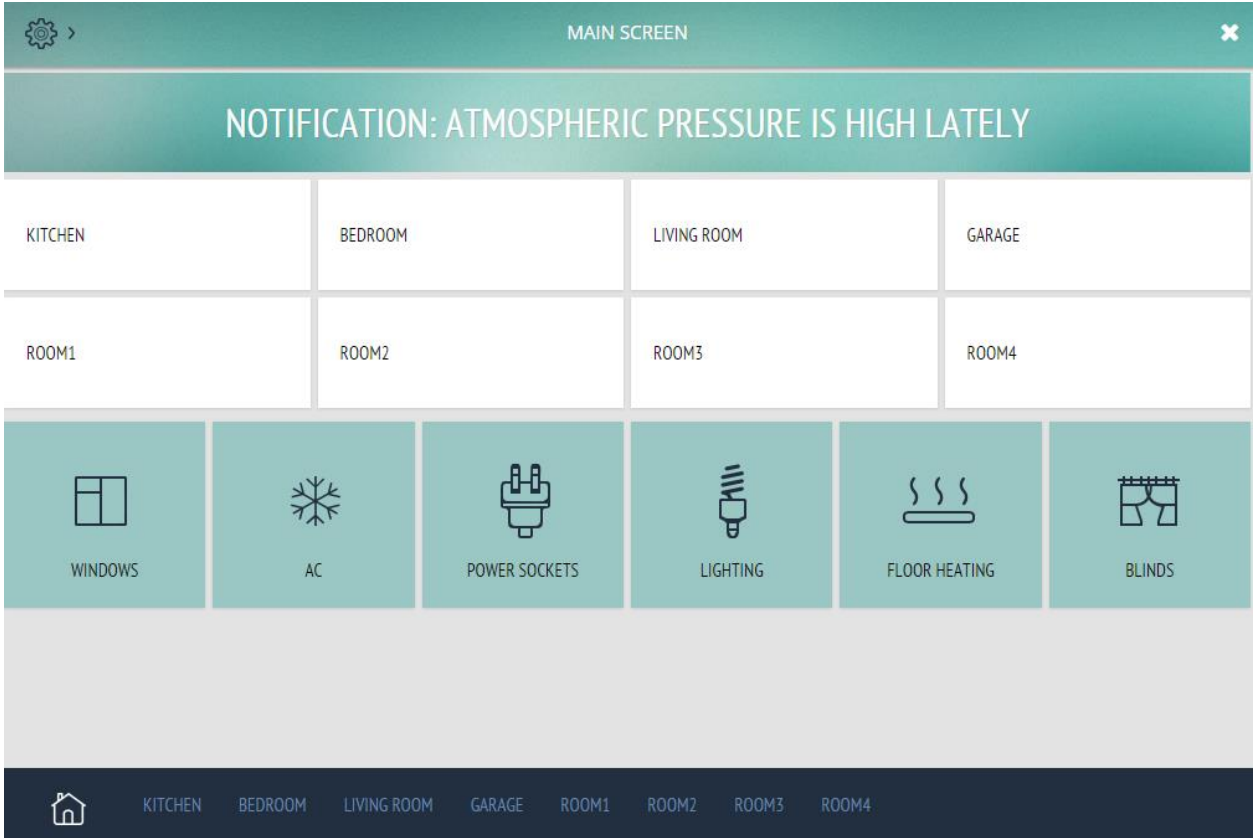 MAIN SCREEN
NOTIFICATION: ATMOSPHERIC PRESSURE IS HIGH LATELY
KITCHEN BEDROOM LIVING ROOM GARAGE
ROOM1 ROOM2 ROOM3 ROOM4
WINDOWS AC POWER SOCKETS LIGHTING FLOOR HEATING BLINDS
KITCHEN BEDROOM LIVING ROOM GARAGE ROOM1 ROOM2 ROOM3 ROOM4